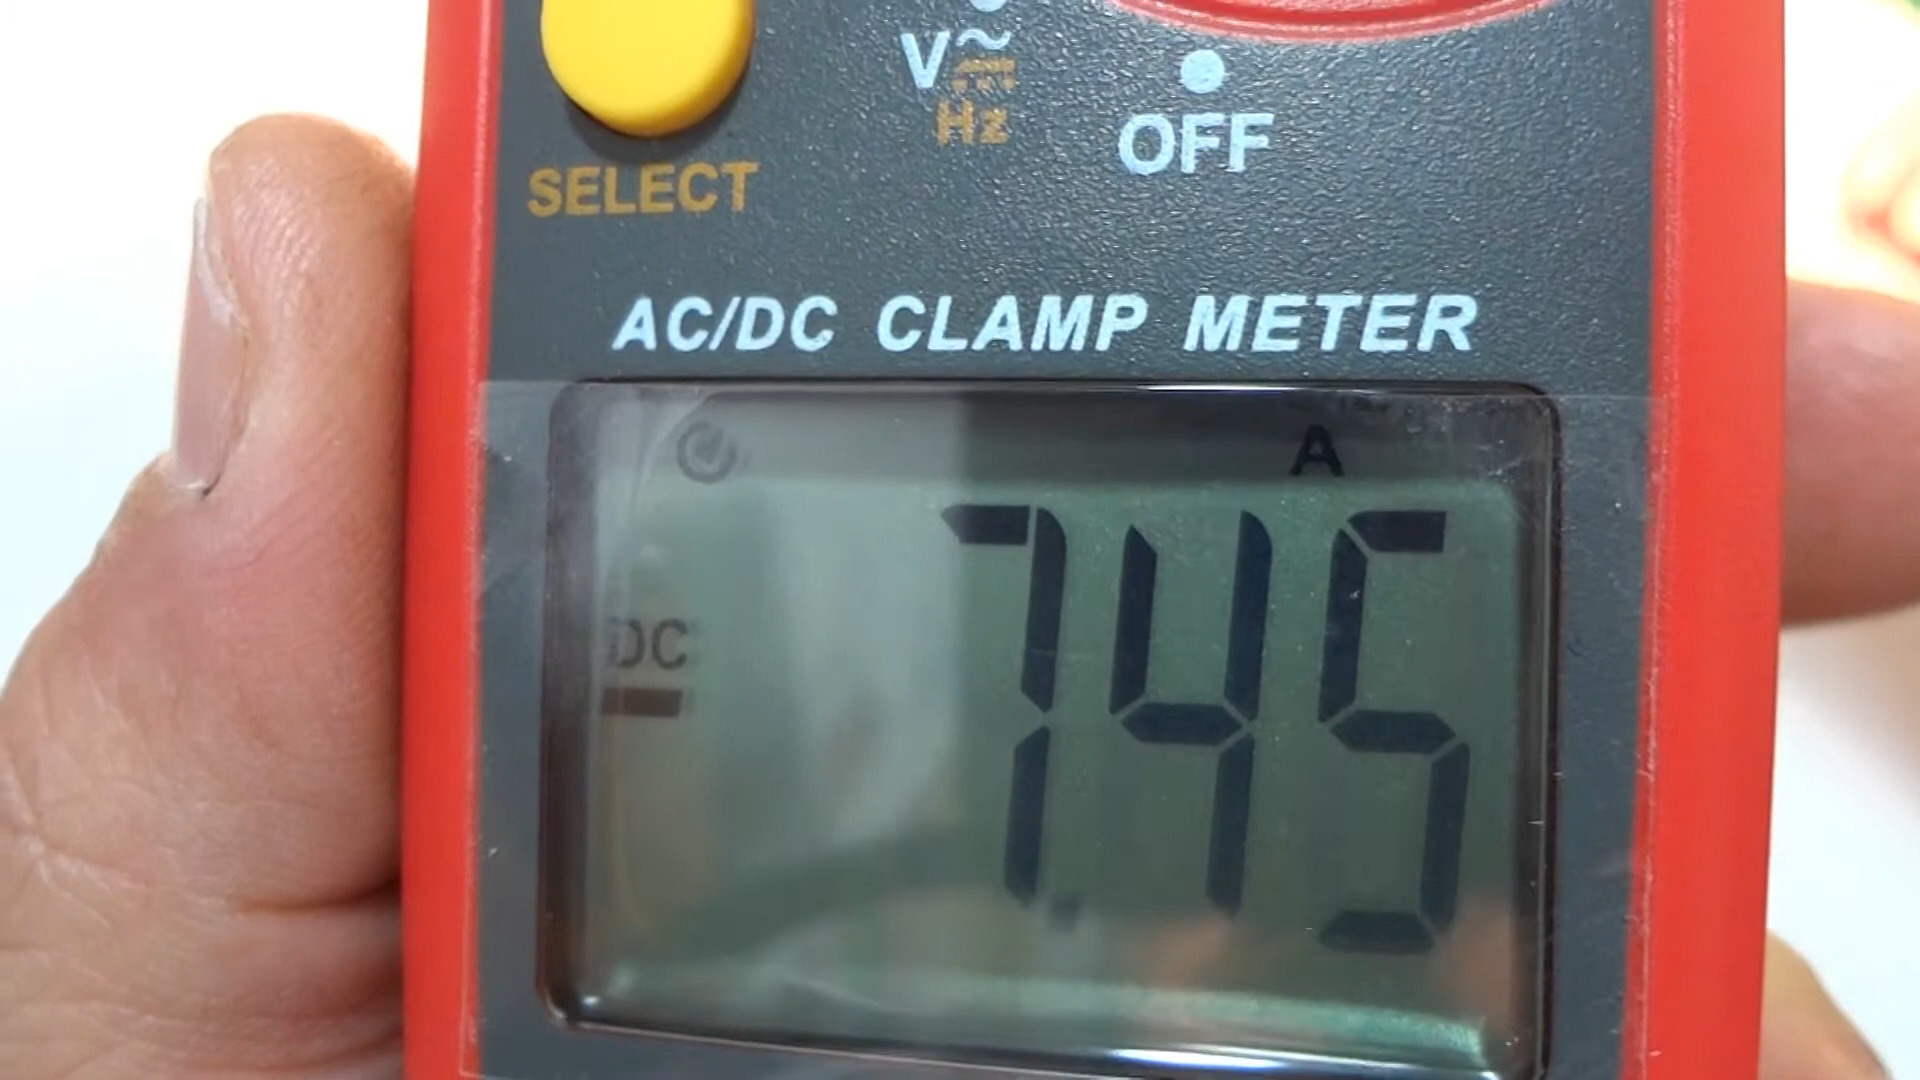 V~
Hz
OFF
SELECT
AC/DC CLAMP METER
A
DC
7.45